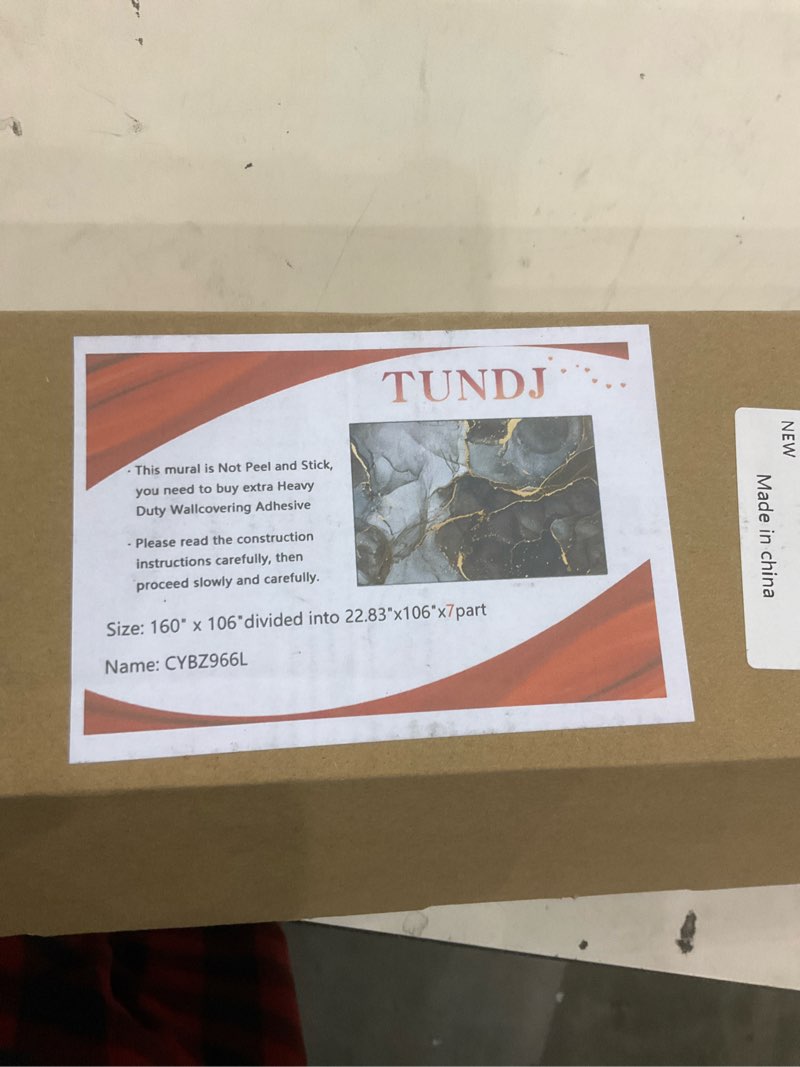 TUNDJ
· This mural is Not Peel and Stick,
you need to buy extra Heavy
Duty Wallcovering Adhesive
· Please read the construction
instructions carefully, then
proceed slowly and carefully.
Size: 160" x 106"divided into 22.83"x106"x7part
Name: CYBZ966L
NEW
Made in china